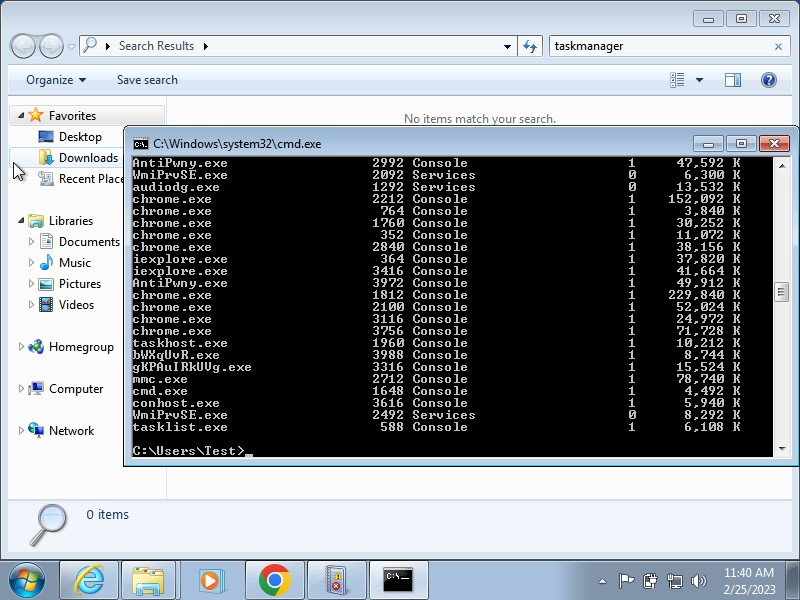 Search Results
taskmanager
Organize
Save search
Favorites
Desktop
Downloads
Recent Place
Libraries
Documents
Music
Pictures
Videos
Homegroup
Computer
Network
No items match your search.
C:\Windows\system32\cmd.exe
C:\_
AntiPwny.exe 2992 Console 1 47,592 K
WmiPrvSE.exe 2092 Services 0 6,300 K
audiodg.exe 1292 Services 0 13,532 K
chrome.exe 2212 Console 1 152,092 K
chrome.exe 764 Console 1 3,840 K
chrome.exe 1760 Console 1 30,252 K
chrome.exe 352 Console 1 11,072 K
chrome.exe 2840 Console 1 38,156 K
iexplore.exe 364 Console 1 37,820 K
iexplore.exe 3416 Console 1 41,664 K
AntiPwny.exe 3972 Console 1 49,912 K
chrome.exe 1812 Console 1 229,840 K
chrome.exe 2100 Console 1 52,024 K
chrome.exe 3116 Console 1 24,972 K
chrome.exe 3756 Console 1 71,728 K
taskhost.exe 1960 Console 1 10,212 K
bWXqUvR.exe 3988 Console 1 8,744 K
gKPAuIRkUVg.exe 3316 Console 1 15,524 K
mmc.exe 2712 Console 1 78,740 K
cmd.exe 1648 Console 1 4,492 K
conhost.exe 3616 Console 1 5,940 K
WmiPrvSE.exe 2492 Services 0 8,292 K
tasklist.exe 588 Console 1 6,108 K
C:\Users\Test>_
0 items
C:\_
11:40 AM
2/25/2023